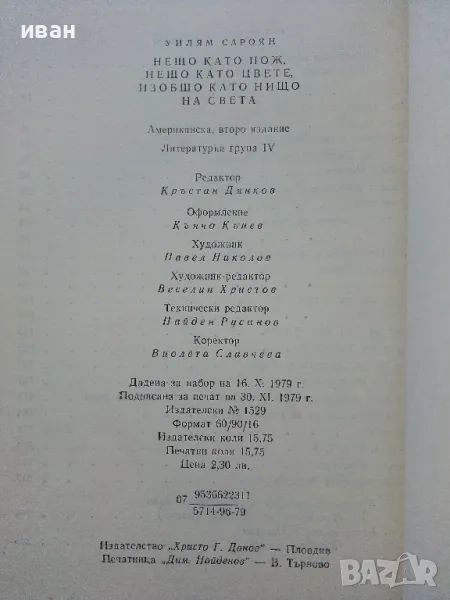 иван
УИЛЯМ САРОЯН
НЕЩО КАТО НОЖ,
НЕЩО КАТО ЦВЕТЕ,
ИЗОБЩО КАТО НИЩО
НА СВЕТА
Американска, второ издание
Литературна група IV
Редактор
Кръстан Дянков
Оформление
Кънчо Кънев
Художник
Павел Николов
Художник-редактор
Веселин Христов
Технически редактор
Найден Русинов
Коректор
Виолета Славчева
Дадена за набор на 16. X. 1979 г.
Подписана за печат на 30. XI. 1979 г.
Издателски № 1529
Формат 60/90/16
Издателски коли 15,75
Печатни коли 15,75
Цена 2,30 лв.
07 9536622311
5714-96-79
Издателство „Христо Г. Данов" — Пловдив
Печатница „Дим. Найденов" — В. Търново
bazar